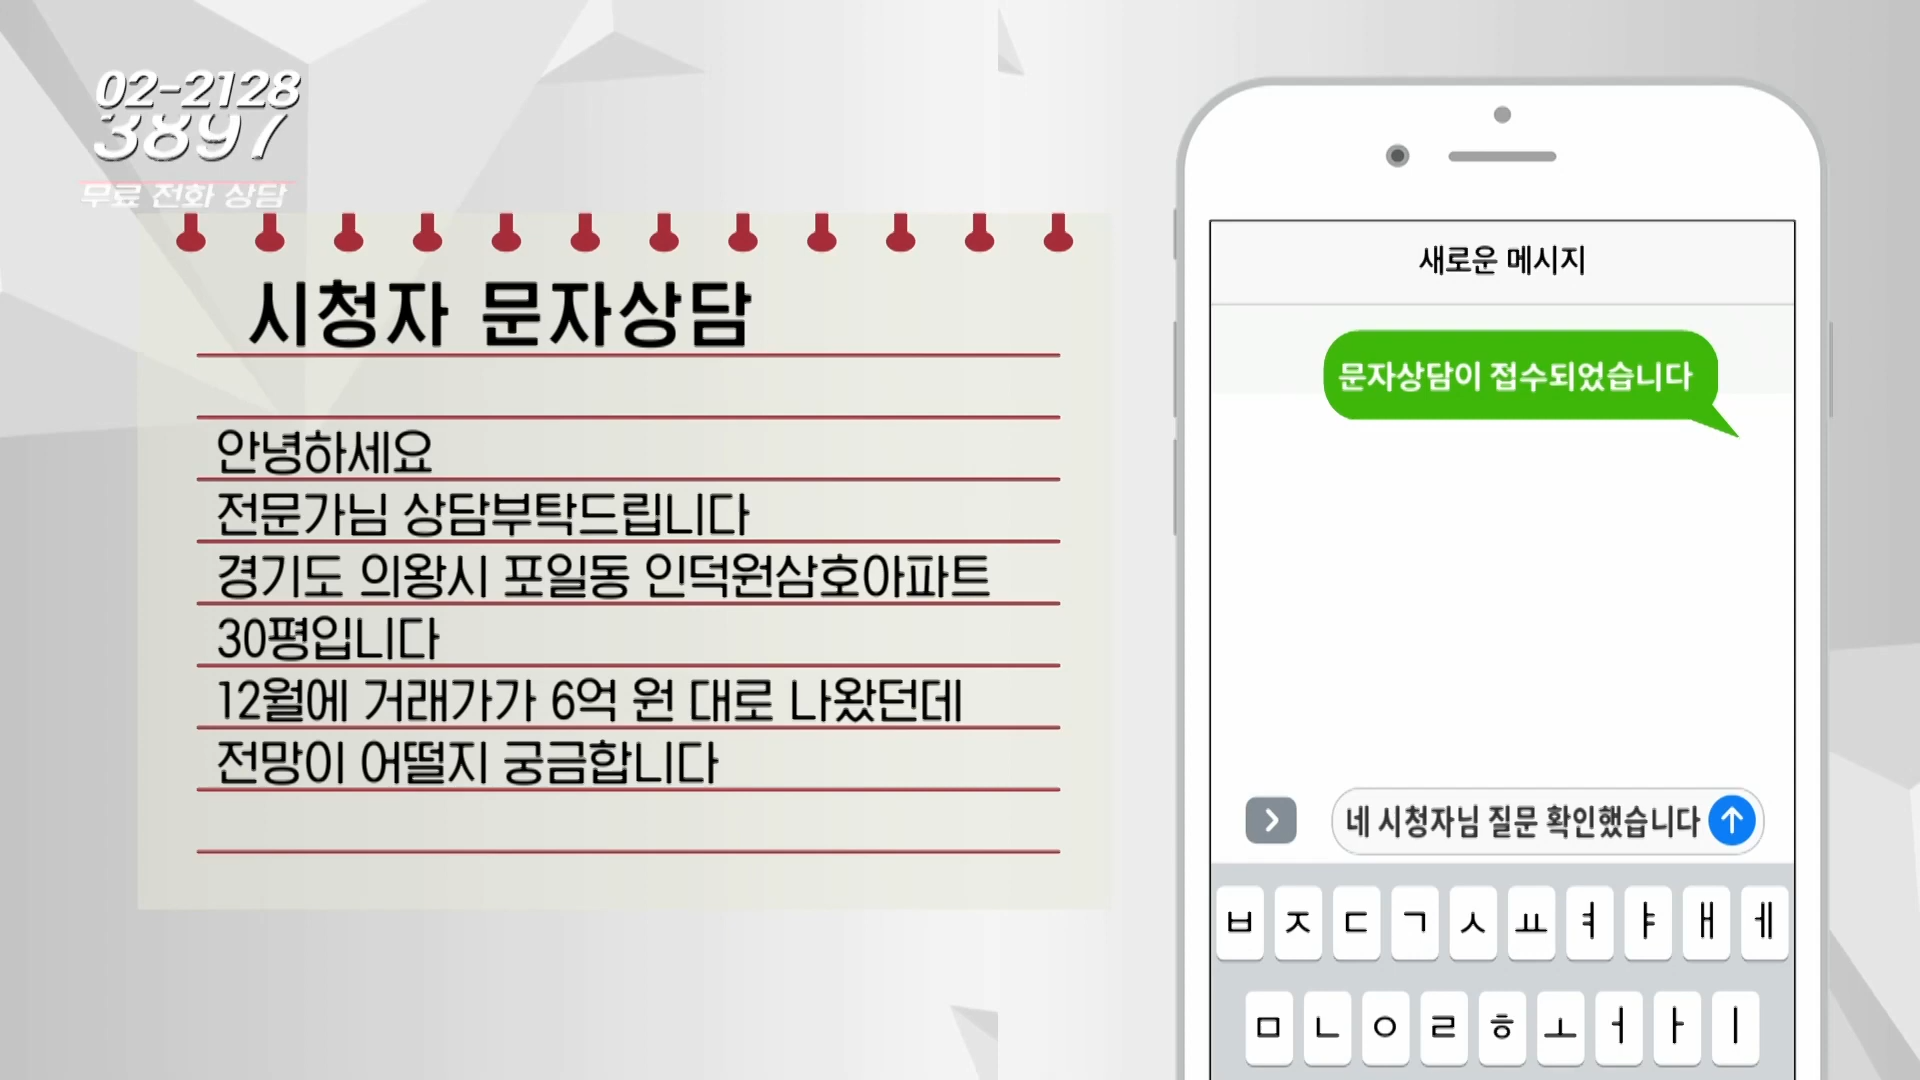 02-2128
3897
무료 전화 상담
시청자 문자상담
안녕하세요
전문가님 상담부탁드립니다
경기도 의왕시 포일동 인덕원삼호아파트
30평입니다
12월에 거래가가 6억 원 대로 나왔던데
전망이 어떨지 궁금합니다
새로운 메시지
문자상담이 접수되었습니다
네 시청자님 질문 확인했습니다
ㅂ ㅈ ㄷ ㄱ ㅅ ㅛ ㅕ ㅑ ㅐ ㅔ
ㅁ ㄴ ㅇ ㄹ ㅎ ㅗ ㅓ ㅏ ㅣ